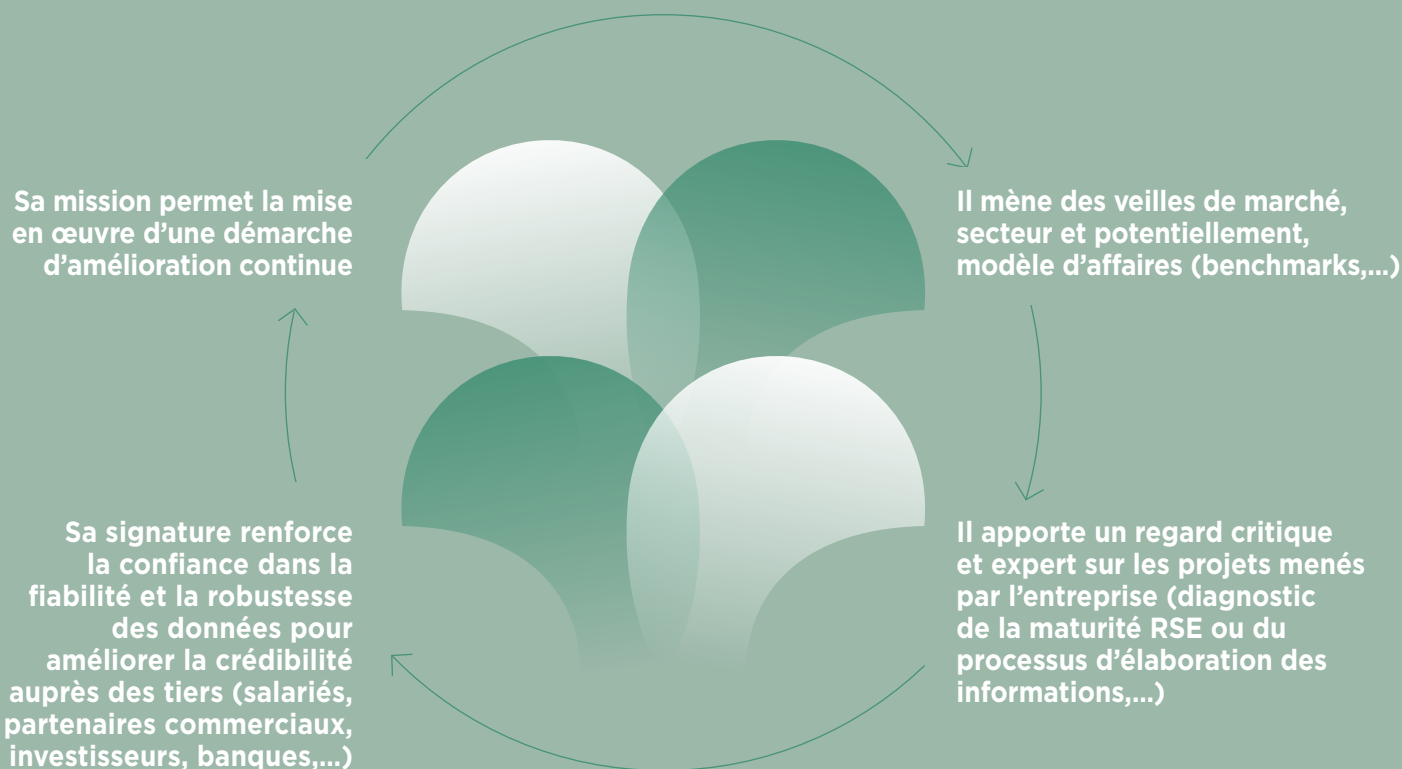 Sa mission permet la mise
en œuvre d’une démarche
d’amélioration continue
Il mène des veilles de marché,
secteur et potentiellement,
modèle d’affaires (benchmarks,...)
Il apporte un regard critique
et expert sur les projets menés
par l’entreprise (diagnostic
de la maturité RSE ou du
processus d’élaboration des
informations,...)
Sa signature renforce
la confiance dans la
fiabilité et la robustesse
des données pour
améliorer la crédibilité
auprès des tiers (salariés,
partenaires commerciaux,
investisseurs, banques,...)